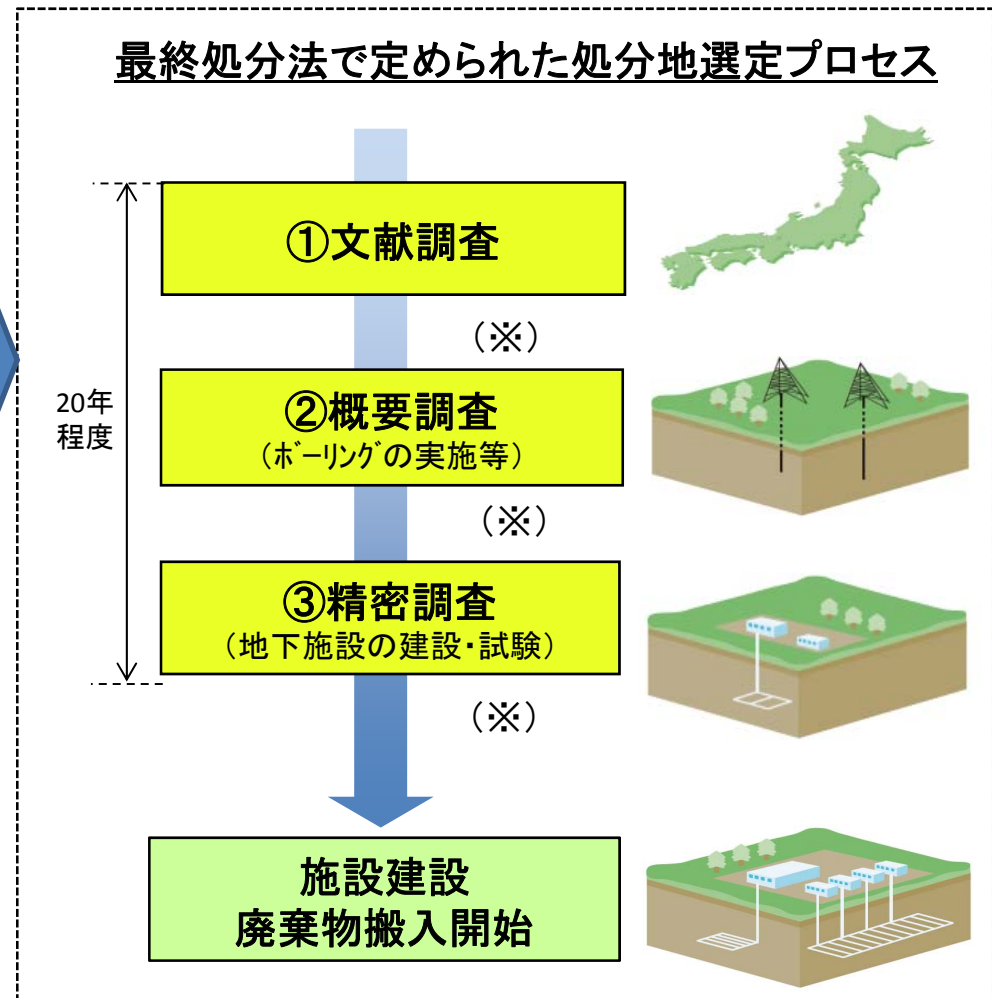 最終処分法で定められた処分地選定プロセス
①文献調査
（※）
20年
程度
②概要調査
（ﾎﾞｰﾘﾝｸﾞの実施等）
（※）
③精密調査
（地下施設の建設・試験）
（※）
施設建設
廃棄物搬入開始